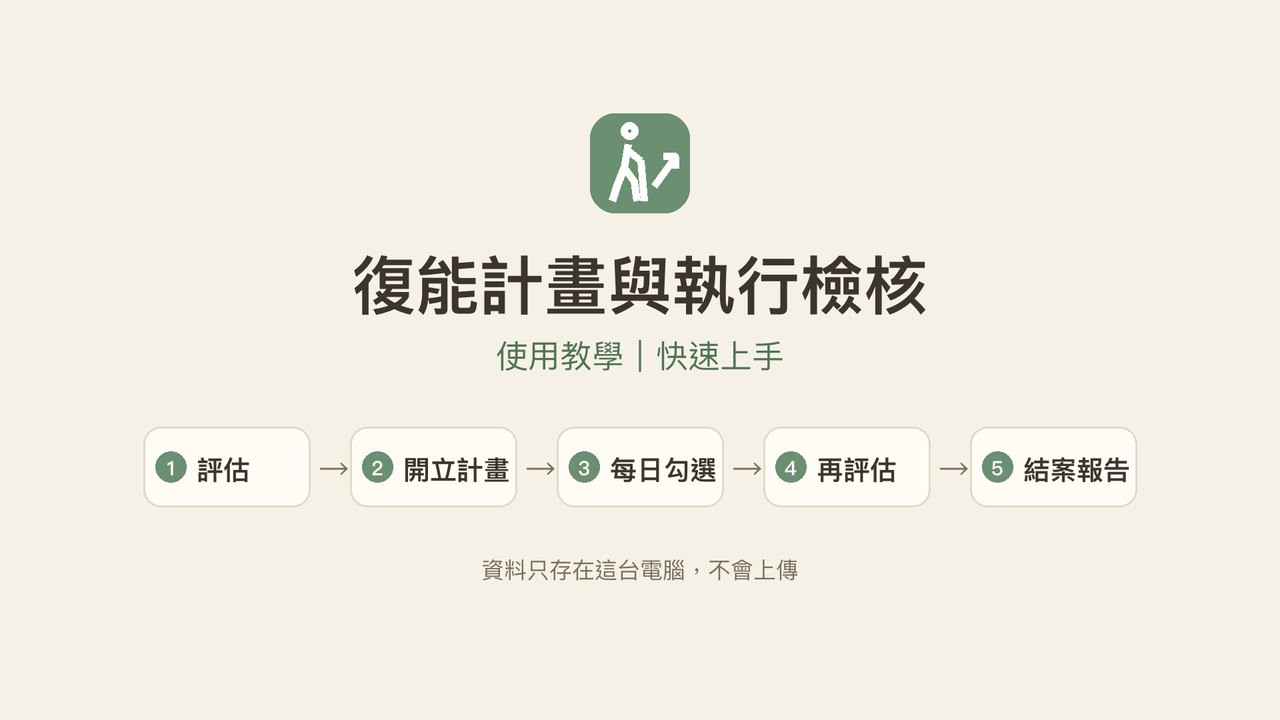 復能計畫與執行檢核
使用教學｜快速上手
1 評估 → 2 開立計畫 → 3 每日勾選 → 4 再評估 → 5 結案報告
資料只存在這台電腦，不會上傳